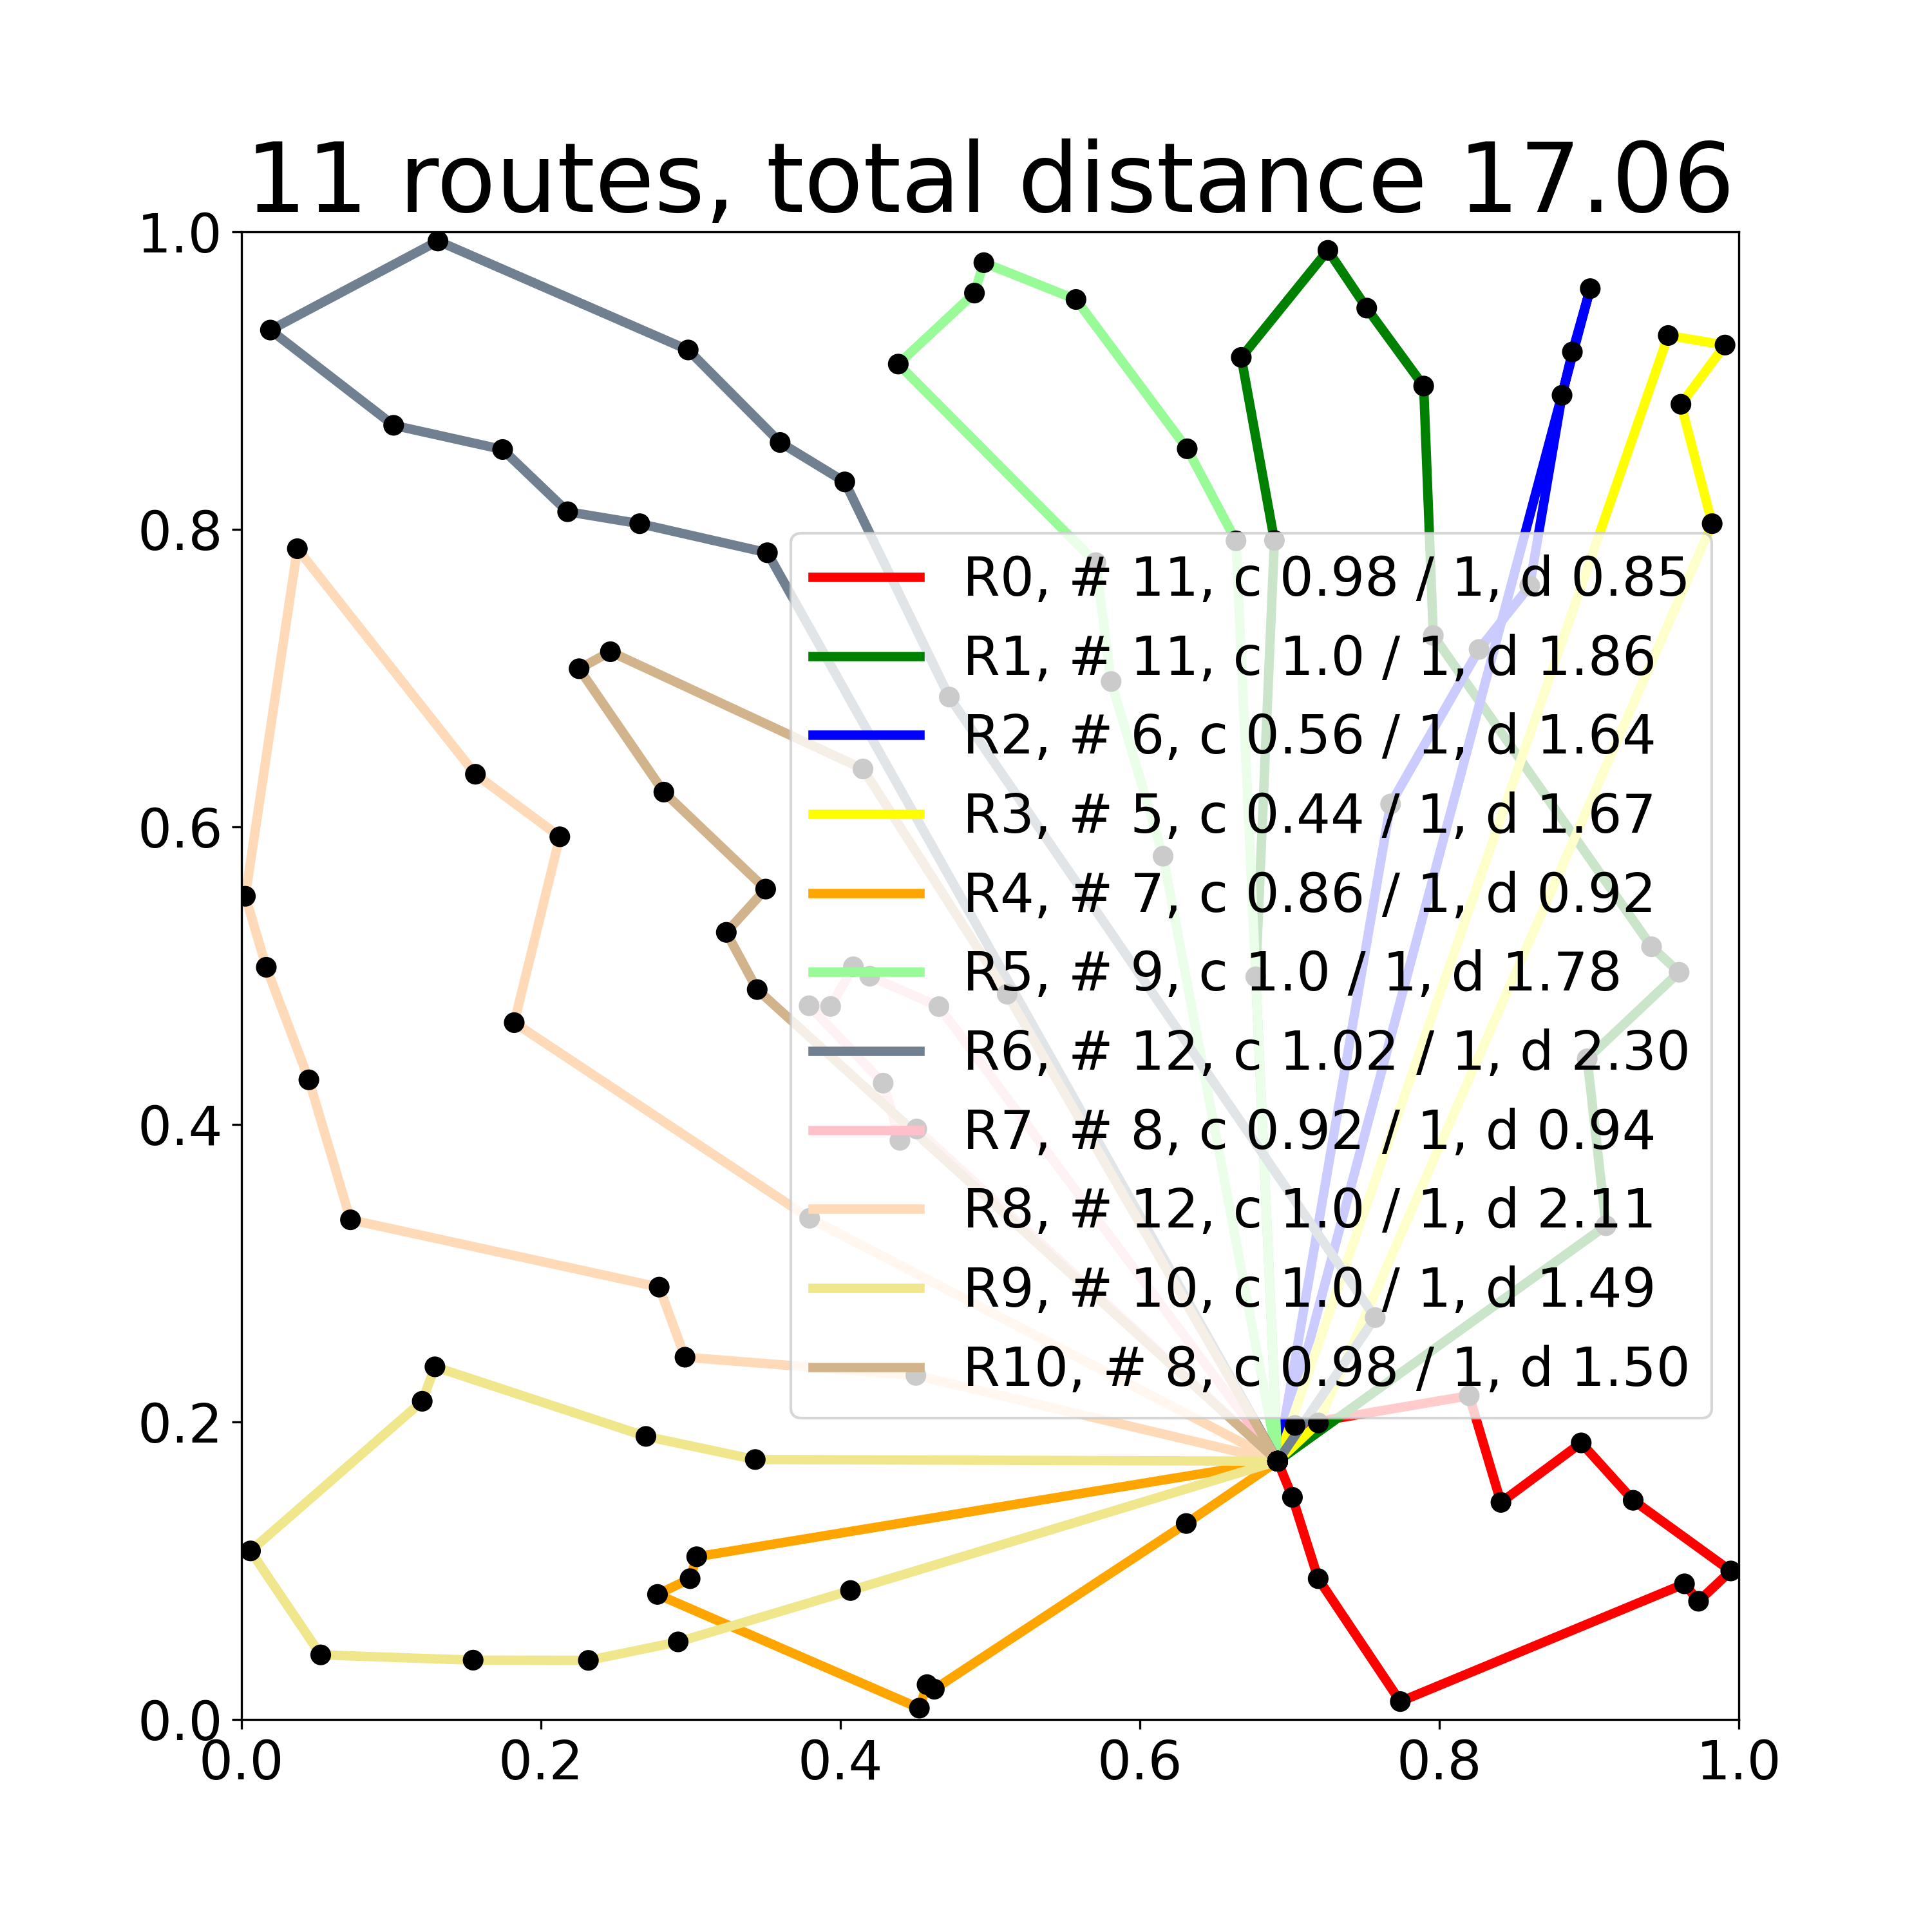 11 routes, total distance 17.06
1.0
0.8
0.6
0.4
0.2
0.0
0.0 0.2 0.4 0.6 0.8 1.0
R0, # 11, c 0.98 / 1, d 0.85
R1, # 11, c 1.0 / 1, d 1.86
R2, # 6, c 0.56 / 1, d 1.64
R3, # 5, c 0.44 / 1, d 1.67
R4, # 7, c 0.86 / 1, d 0.92
R5, # 9, c 1.0 / 1, d 1.78
R6, # 12, c 1.02 / 1, d 2.30
R7, # 8, c 0.92 / 1, d 0.94
R8, # 12, c 1.0 / 1, d 2.11
R9, # 10, c 1.0 / 1, d 1.49
R10, # 8, c 0.98 / 1, d 1.50